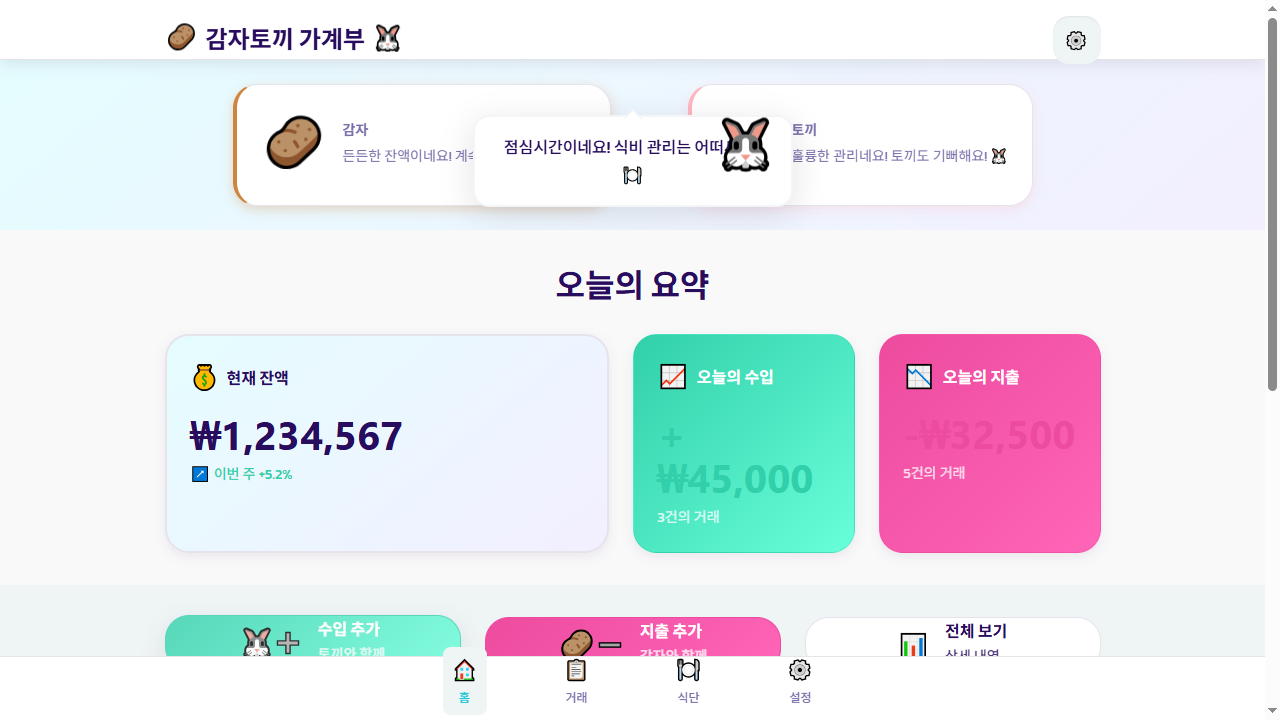 감자토끼 가계부
감자
든든한 잔액이네요! 계속
점심시간이네요! 식비 관리는 어떠
토끼
훌륭한 관리네요! 토끼도 기뻐해요!
오늘의 요약
현재 잔액
₩1,234,567
이번 주 +5.2%
오늘의 수입
+
₩45,000
3건의 거래
오늘의 지출
-₩32,500
5건의 거래
수입 추가
토끼와 함께
지출 추가
감자와 함께
전체 보기
상세 내역
홈
거래
식단
설정